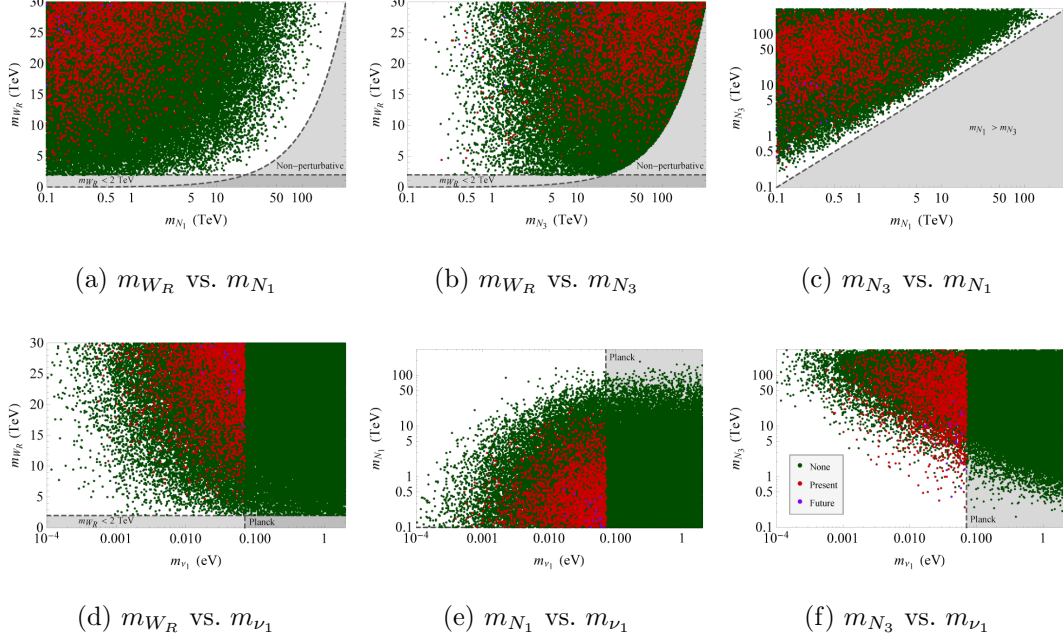 30
25
20
15
10
5
0
m_{W_R} (TeV)
Non-perturbative
m_{W_R} < 2 TeV
0.1 0.5 1 5 10 50 100
m_{N_1} (TeV)
(a) m_{W_R} vs. m_{N_1}
30
25
20
15
10
5
0
m_{W_R} (TeV)
Non-perturbative
m_{W_R} < 2 TeV
0.1 0.5 1 5 10 50 100
m_{N_3} (TeV)
(b) m_{W_R} vs. m_{N_3}
100
50
10
5
1
0.5
0.1
m_{N_3} (TeV)
m_{N_1} > m_{N_3}
0.1 0.5 1 5 10 50 100
m_{N_1} (TeV)
(c) m_{N_3} vs. m_{N_1}
30
25
20
15
10
5
0
m_{W_R} (TeV)
m_{W_R} < 2 TeV
Planck
10^{-4} 0.001 0.010 0.100 1
m_{ν_1} (eV)
(d) m_{W_R} vs. m_{ν_1}
100
50
10
5
1
0.5
0.1
m_{N_1} (TeV)
Planck
10^{-4} 0.001 0.010 0.100 1
m_{ν_1} (eV)
(e) m_{N_1} vs. m_{ν_1}
100
50
10
5
1
0.5
0.1
m_{N_3} (TeV)
None
Present
Future
Planck
10^{-4} 0.001 0.010 0.100 1
m_{ν_1} (eV)
(f) m_{N_3} vs. m_{ν_1}